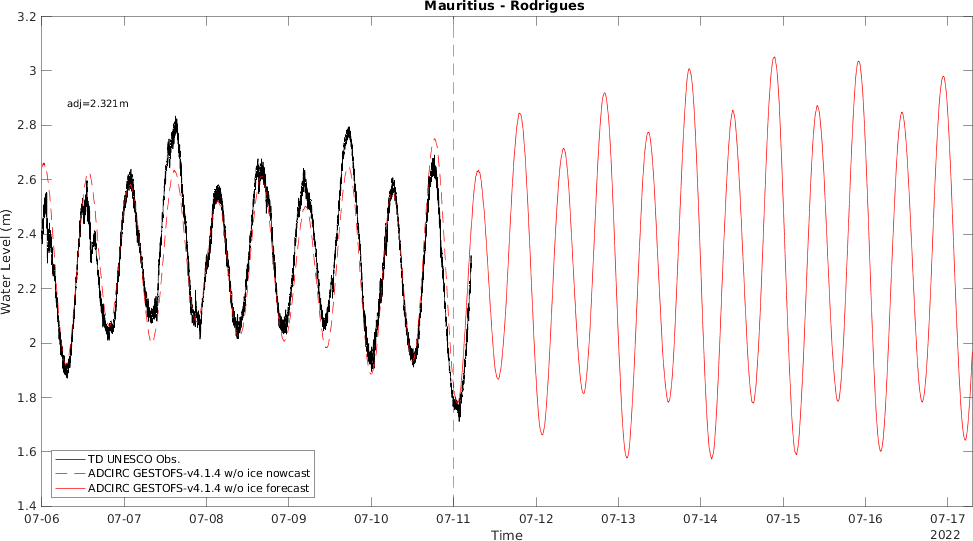 Mauritius - Rodrigues
3.2
3
2.8
2.6
2.4
2.2
2
1.8
1.6
1.4
Water Level (m)
adj=2.321m
TD UNESCO Obs.
ADCIRC GESTOFS-v4.1.4 w/o ice nowcast
ADCIRC GESTOFS-v4.1.4 w/o ice forecast
07-06 07-07 07-08 07-09 07-10 07-11 07-12 07-13 07-14 07-15 07-16 07-17
2022
Time